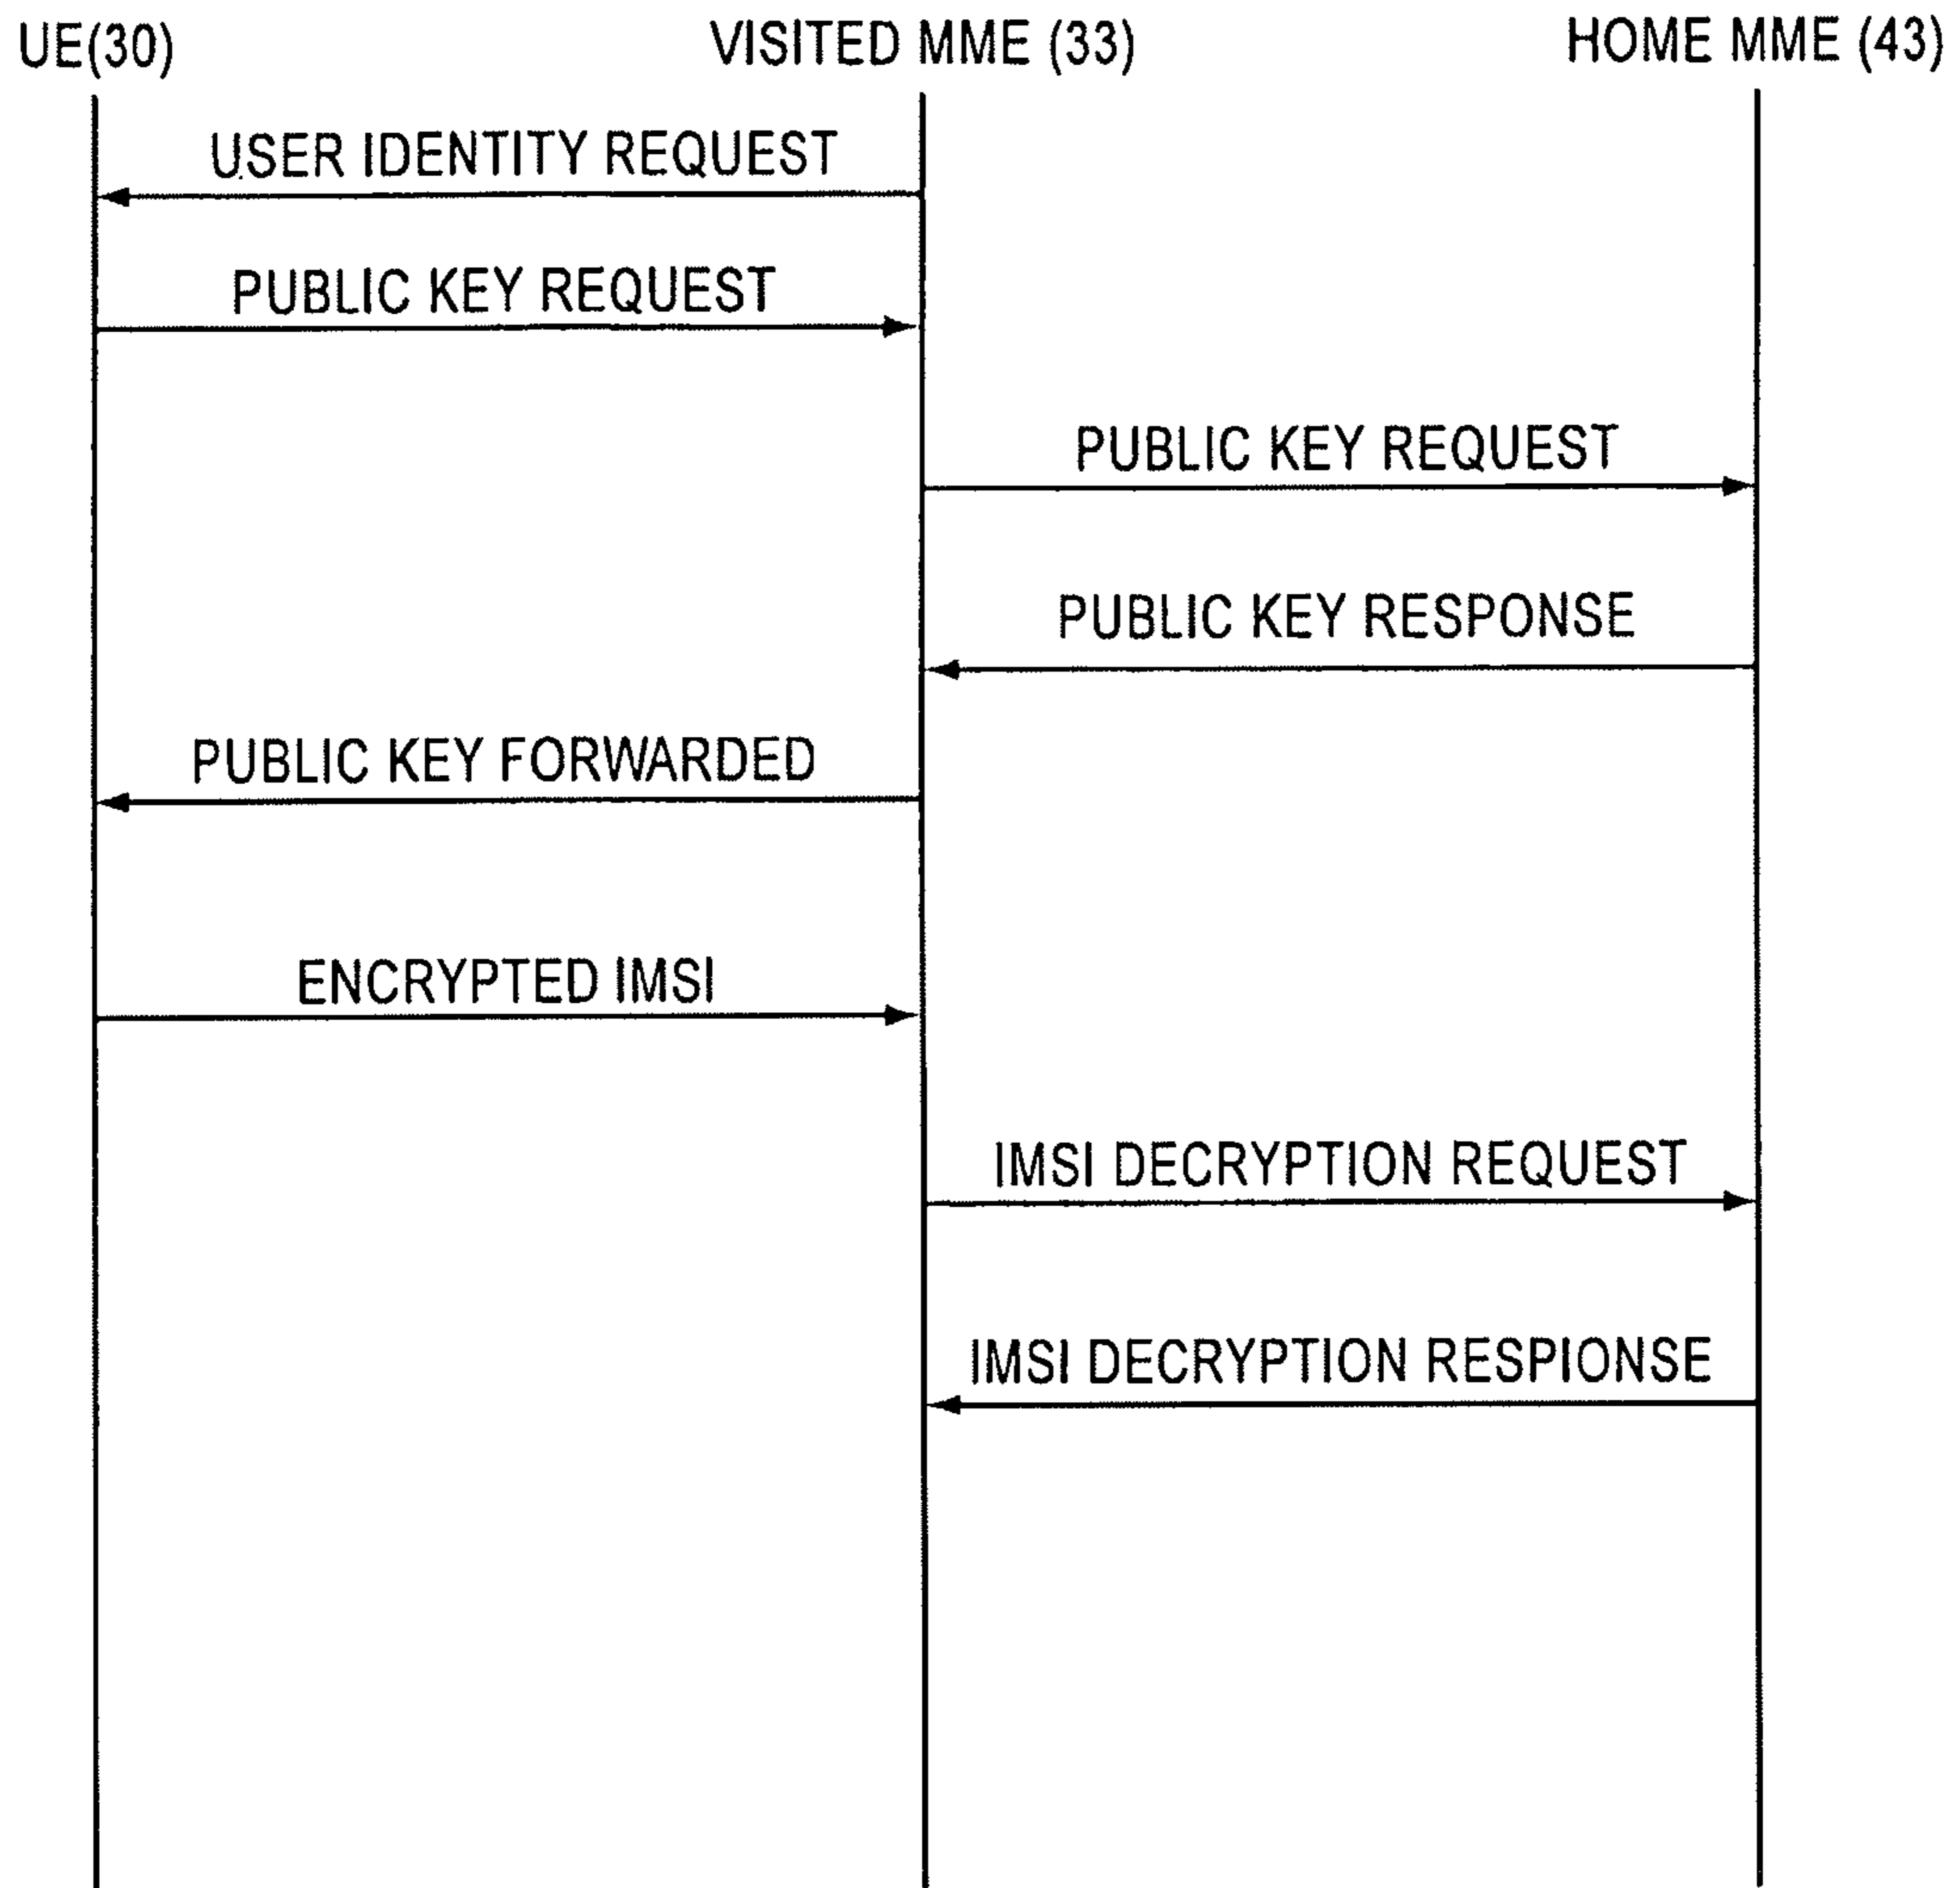 UE(30)
VISITED MME (33)
HOME MME (43)
USER IDENTITY REQUEST
PUBLIC KEY REQUEST
PUBLIC KEY REQUEST
PUBLIC KEY RESPONSE
PUBLIC KEY FORWARDED
ENCRYPTED IMSI
IMSI DECRYPTION REQUEST
IMSI DECRYPTION RESPIONSE